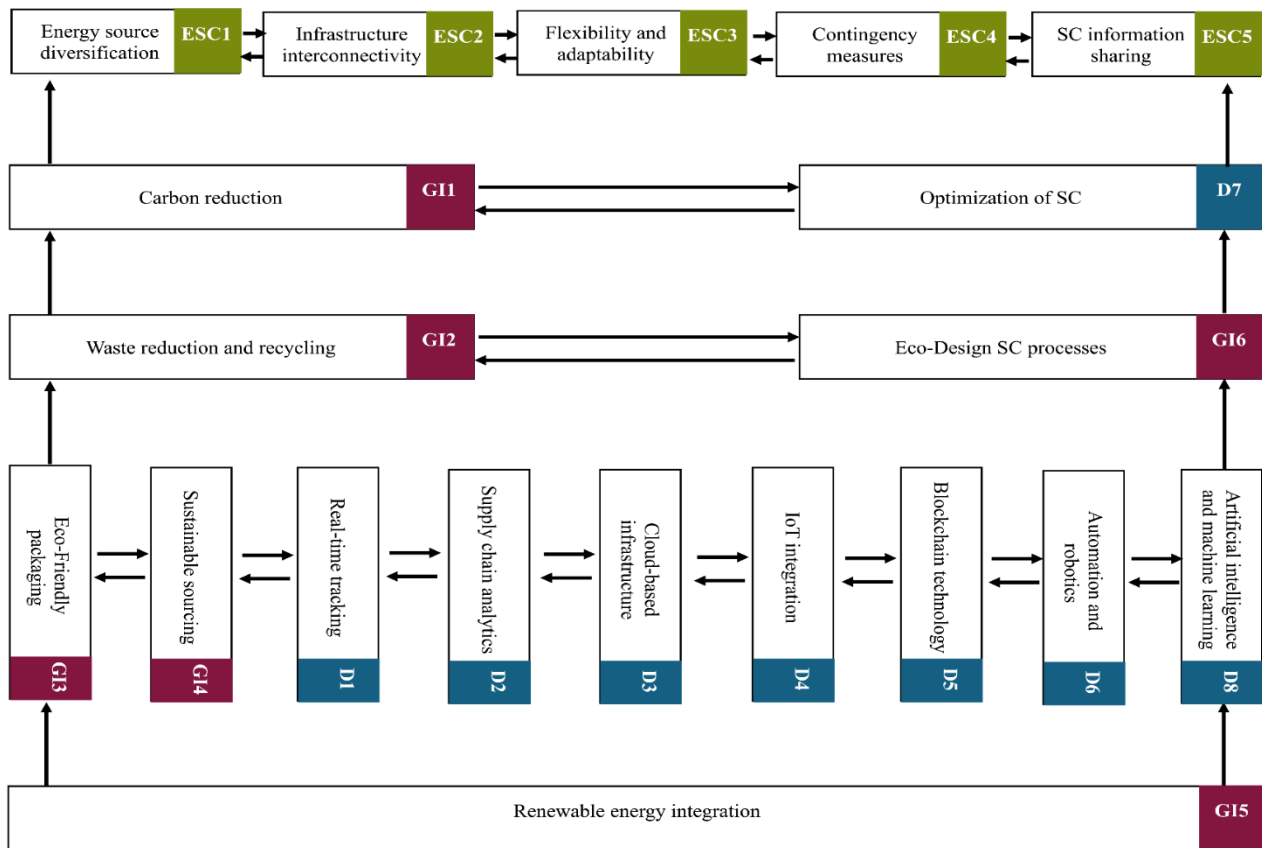 Energy source
diversification
ESC1
Infrastructure
interconnectivity
ESC2
Flexibility and
adaptability
ESC3
Contingency
measures
ESC4
SC information
sharing
ESC5
Carbon reduction
GI1
Optimization of SC
D7
Waste reduction and recycling
GI2
Eco-Design SC processes
GI6
Eco-Friendly
packaging
GI3
Sustainable sourcing
GI4
Real-time tracking
D1
Supply chain analytics
D2
Cloud-based
infrastructure
D3
IoT integration
D4
Blockchain technology
D5
Automation and
robotics
D6
Artificial intelligence
and machine learning
D8
Renewable energy integration
GI5